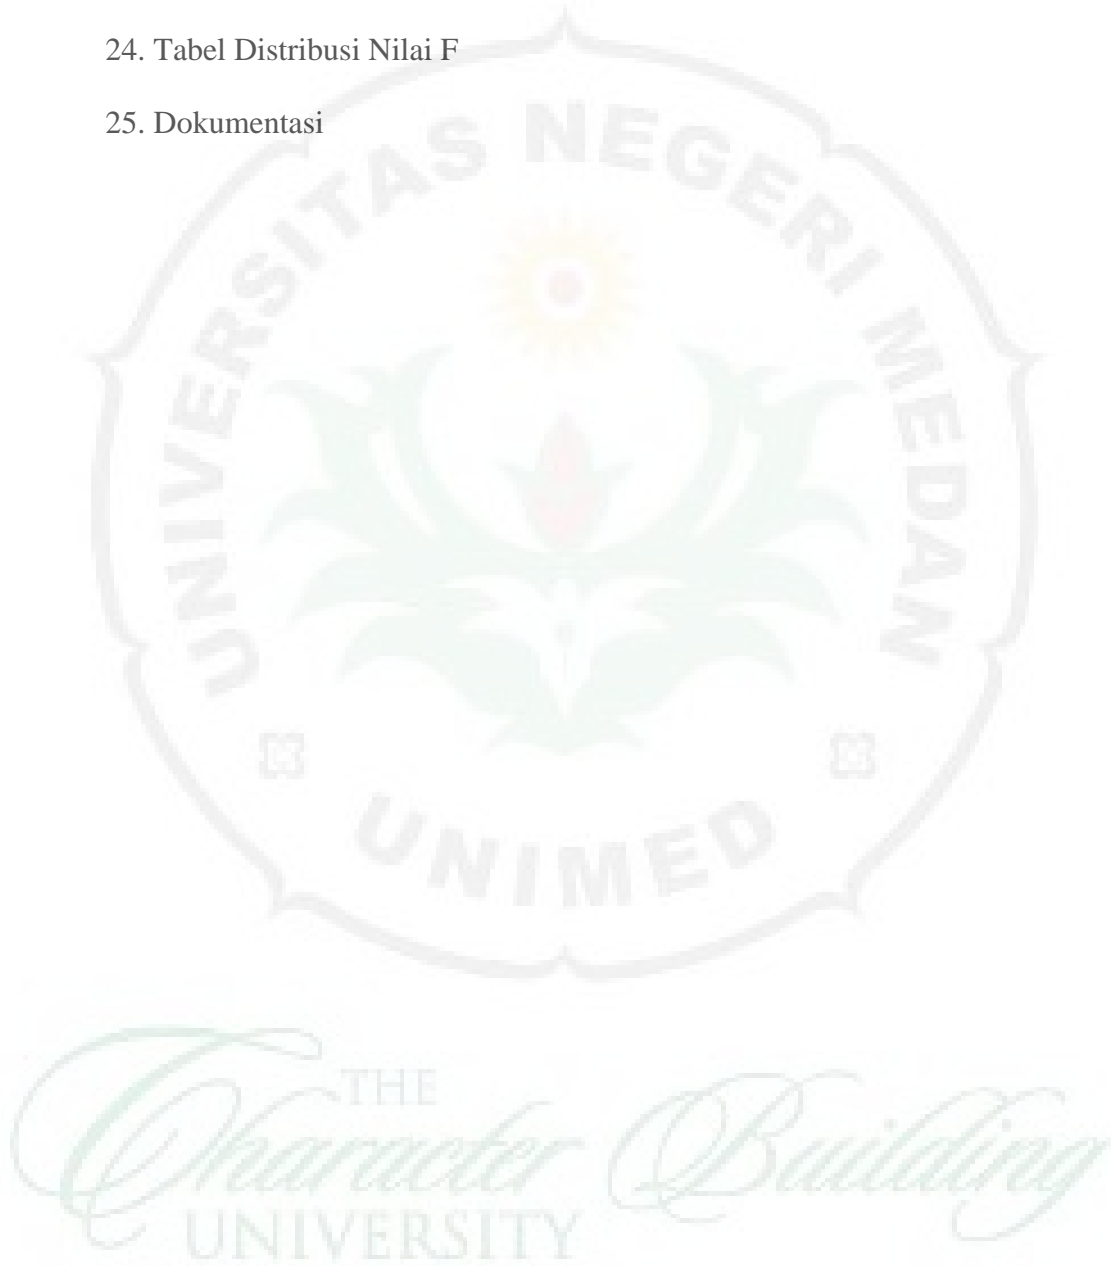 24. Tabel Distribusi Nilai F
25. Dokumentasi
UNIVERSITAS NEGERI MEDAN
UNIMED
THE
Character Building
UNIVERSITY